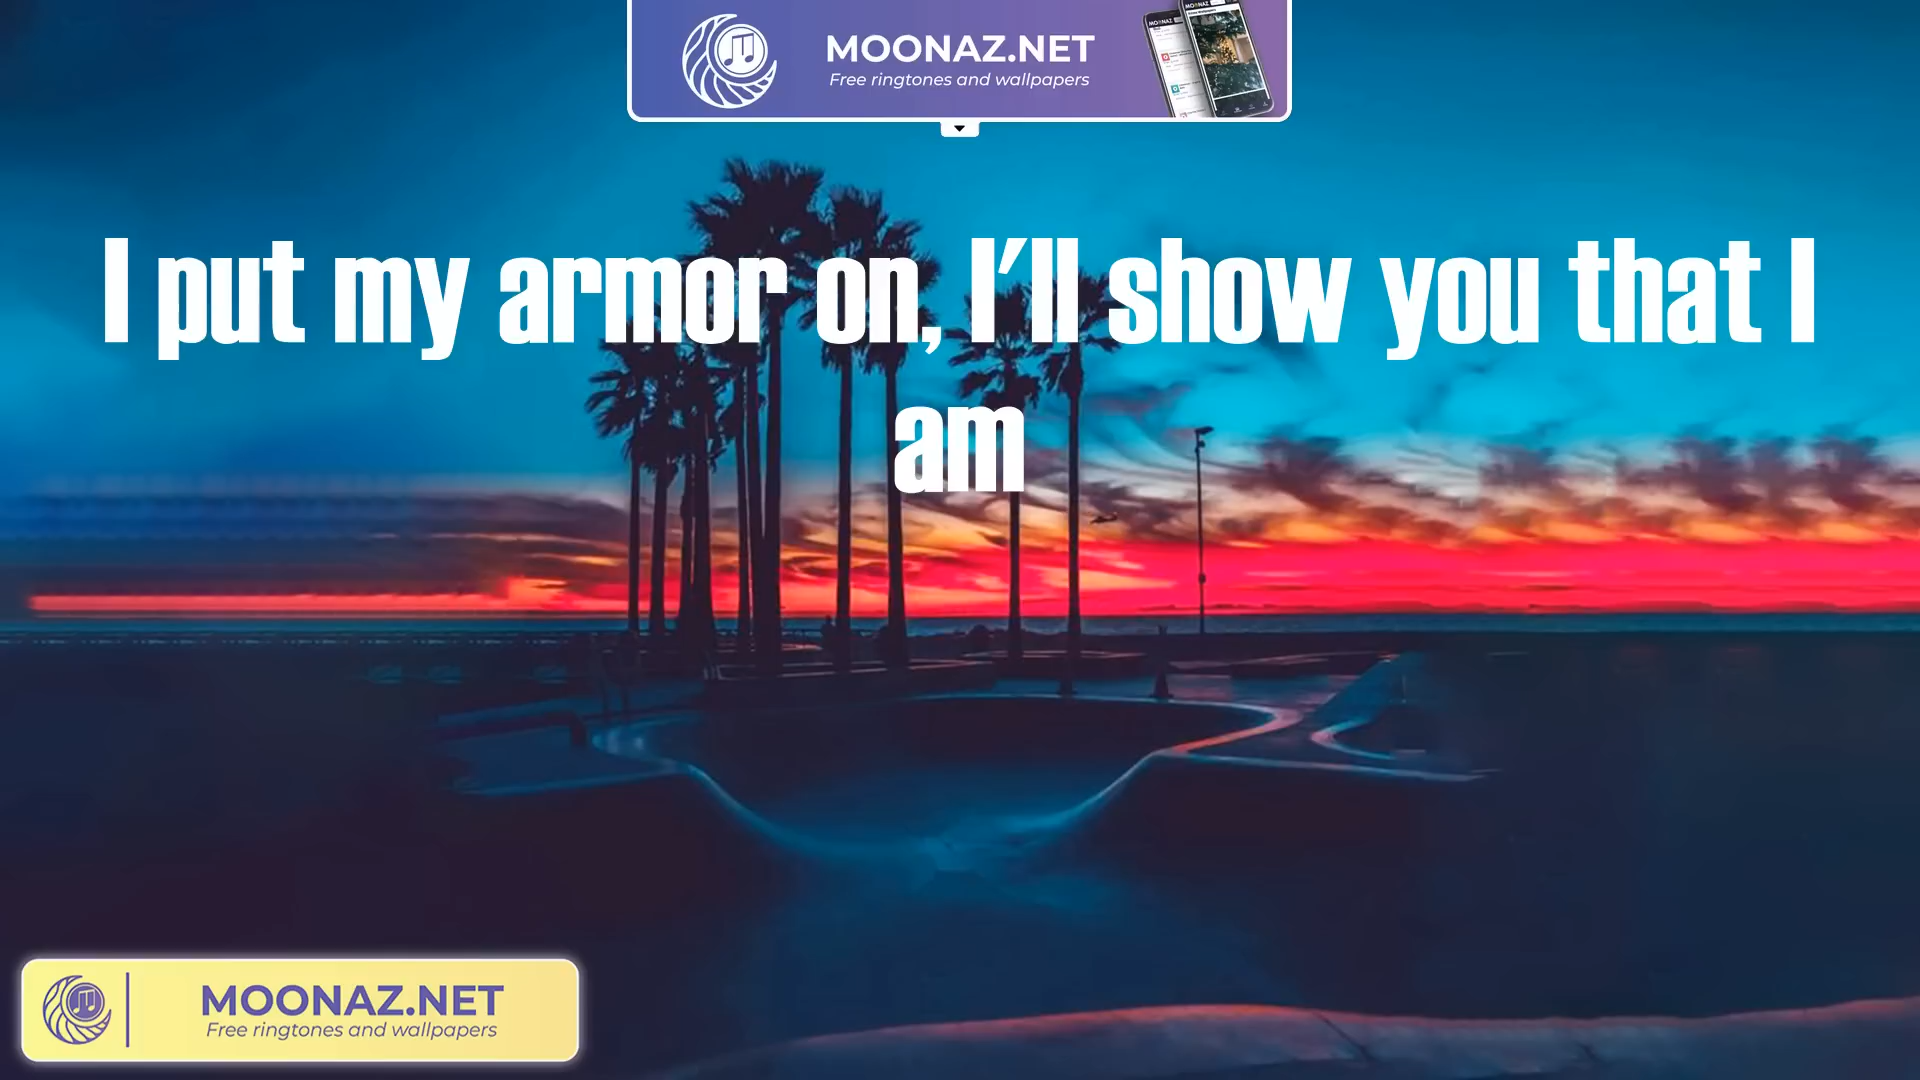 MOONAZ.NET
Free ringtones and wallpapers
I put my armor on, I'll show you that I
am
MOONAZ.NET
Free ringtones and wallpapers